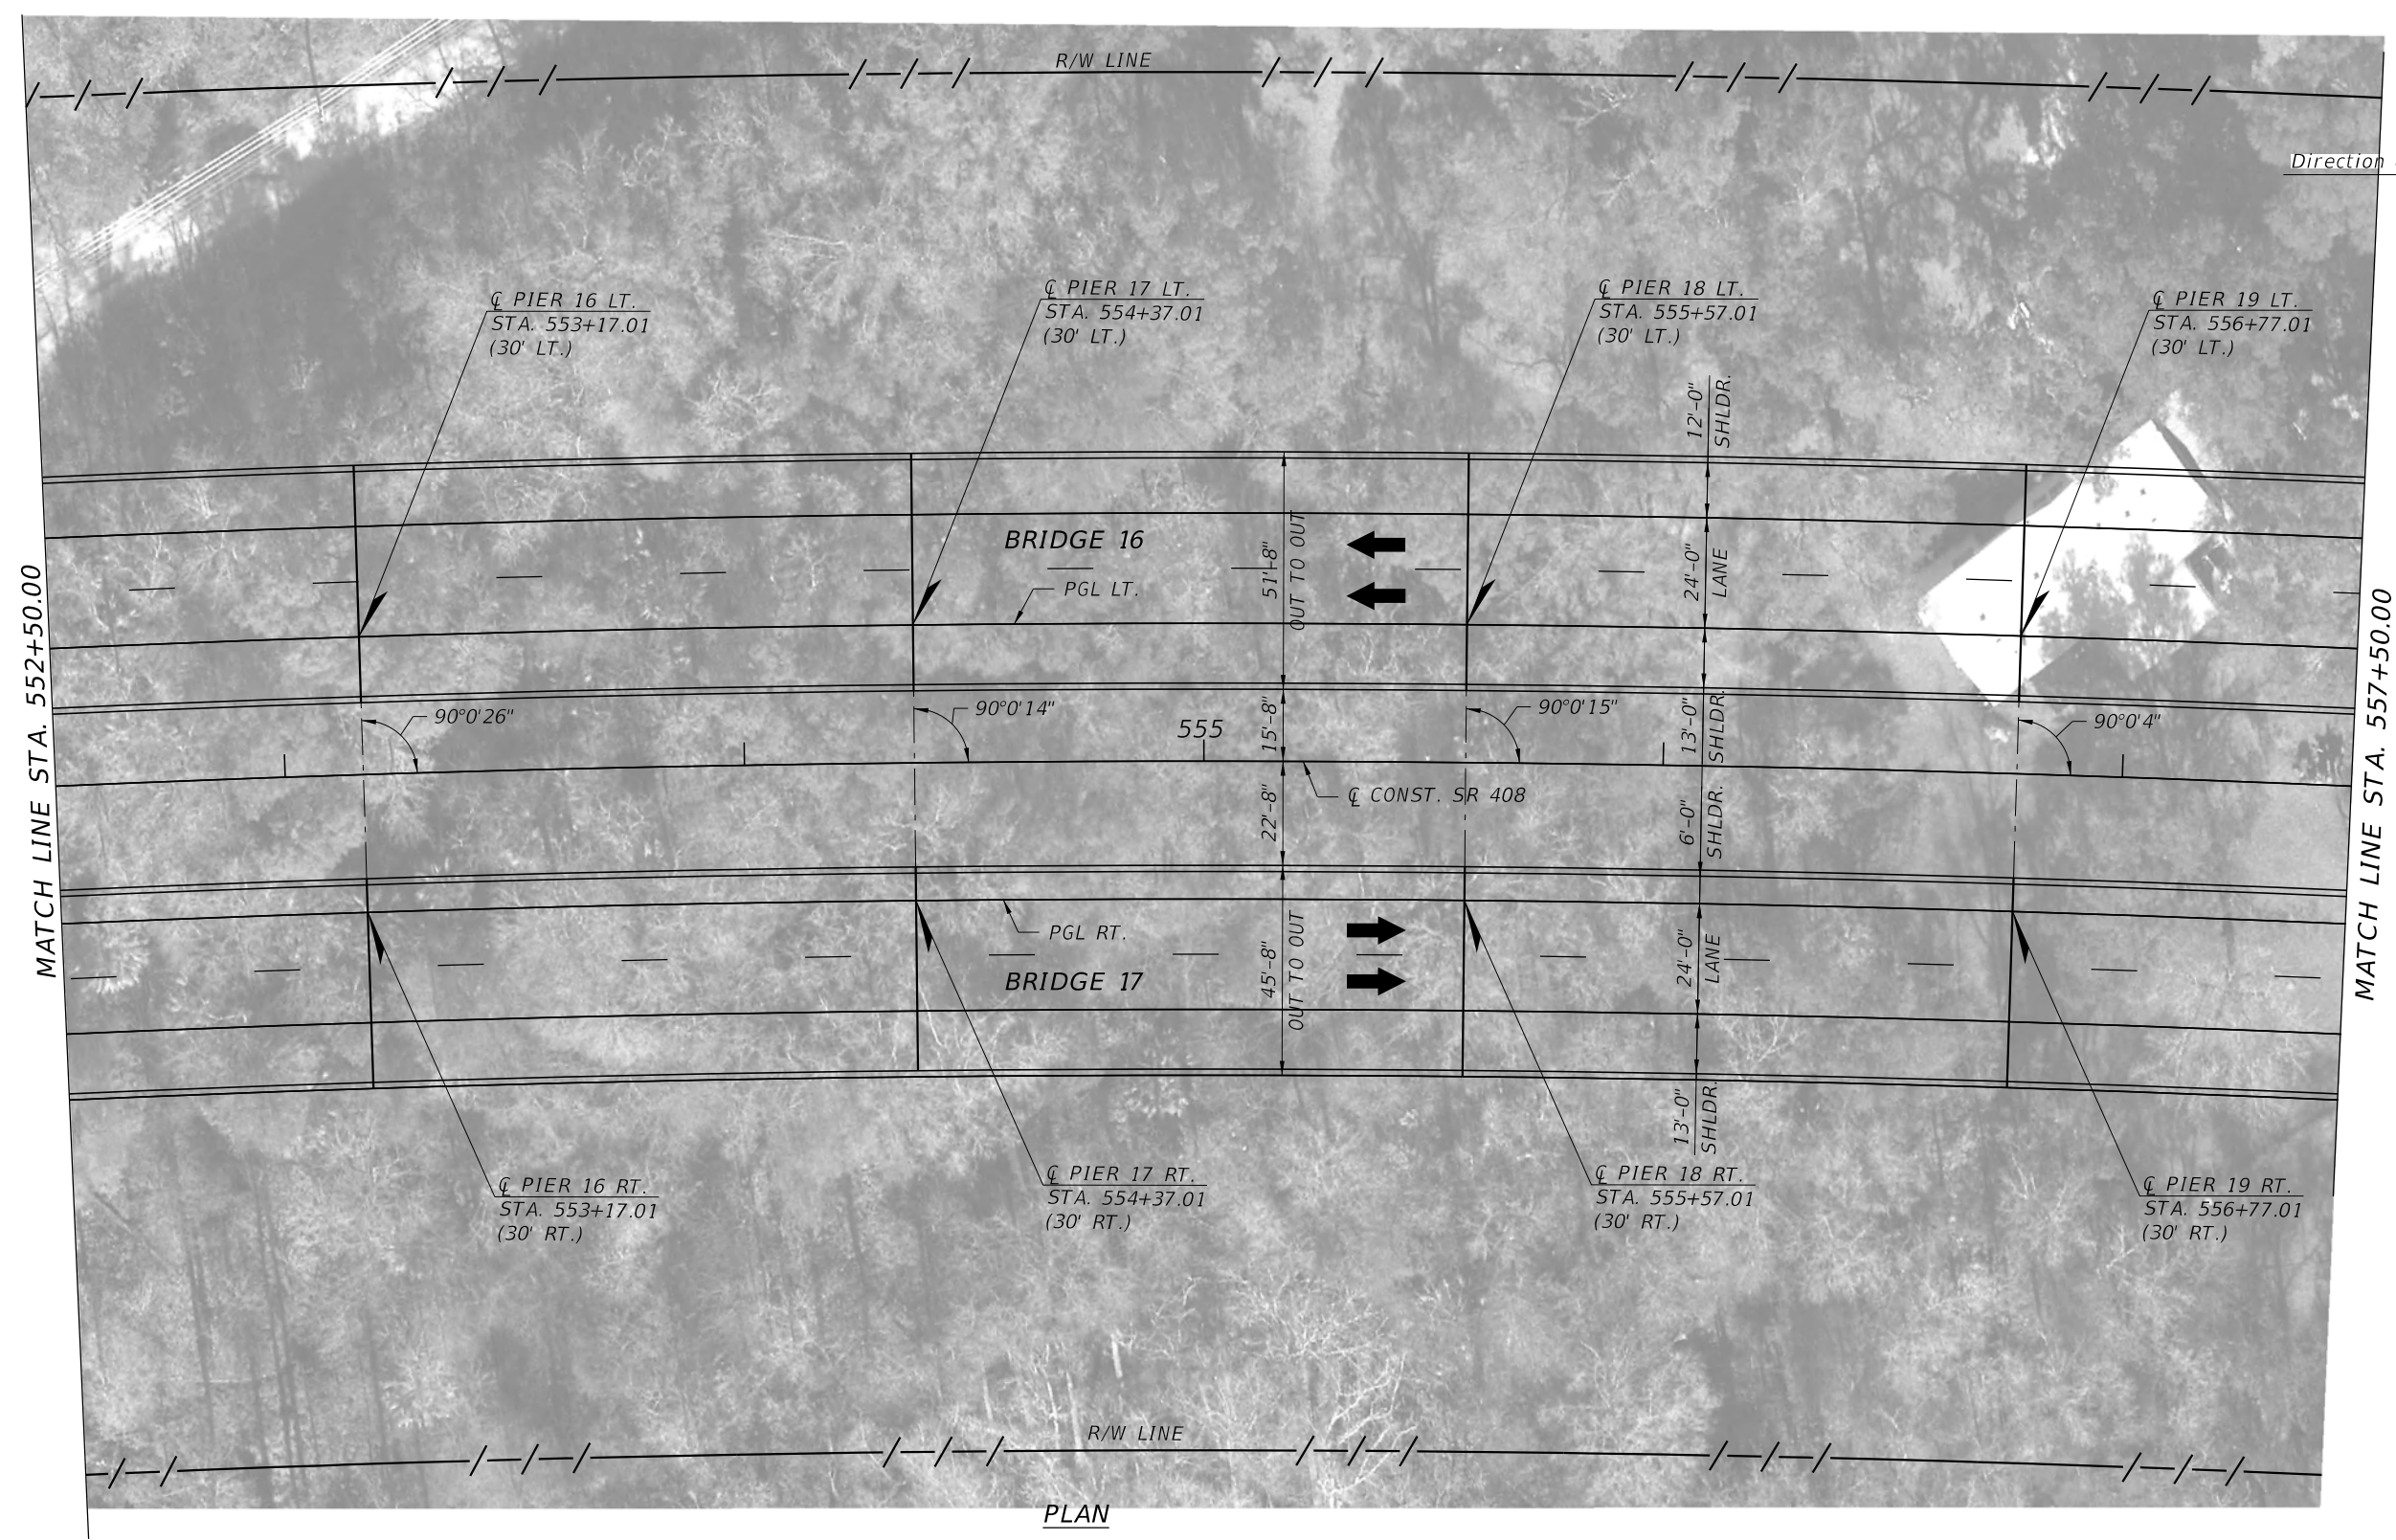 R/W LINE
Direction
℄ PIER 16 LT.
STA. 553+17.01
(30' LT.)
℄ PIER 17 LT.
STA. 554+37.01
(30' LT.)
℄ PIER 18 LT.
STA. 555+57.01
(30' LT.)
℄ PIER 19 LT.
STA. 556+77.01
(30' LT.)
12'-0"
SHLDR.
BRIDGE 16
PGL LT.
51'-8"
OUT TO OUT
24'-0"
LANE
MATCH LINE STA. 552+50.00
MATCH LINE STA. 557+50.00
90°0'26"
90°0'14"
555
15'-8"
90°0'15"
13'-0"
SHLDR.
90°0'4"
℄ CONST. SR 408
22'-8"
6'-0"
SHLDR.
PGL RT.
BRIDGE 17
45'-8"
OUT TO OUT
24'-0"
LANE
13'-0"
SHLDR.
℄ PIER 16 RT.
STA. 553+17.01
(30' RT.)
℄ PIER 17 RT.
STA. 554+37.01
(30' RT.)
℄ PIER 18 RT.
STA. 555+57.01
(30' RT.)
℄ PIER 19 RT.
STA. 556+77.01
(30' RT.)
R/W LINE
PLAN